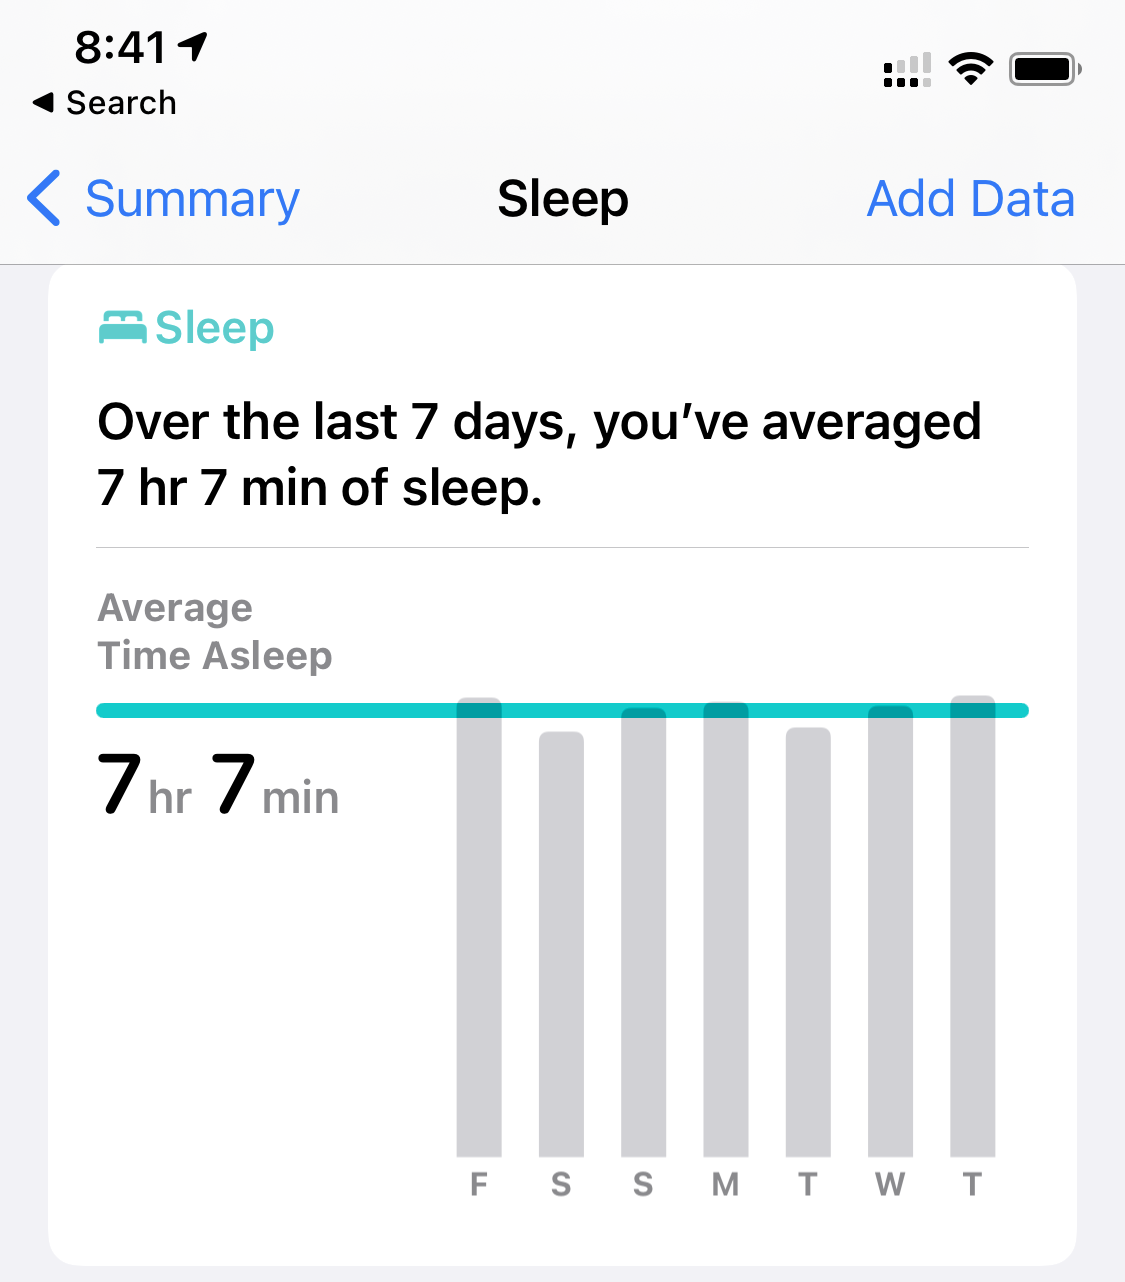 8:41
Search
Summary
Sleep
Add Data
Sleep
Over the last 7 days, you’ve averaged
7 hr 7 min of sleep.
Average
Time Asleep
7 hr 7 min
F S S M T W T